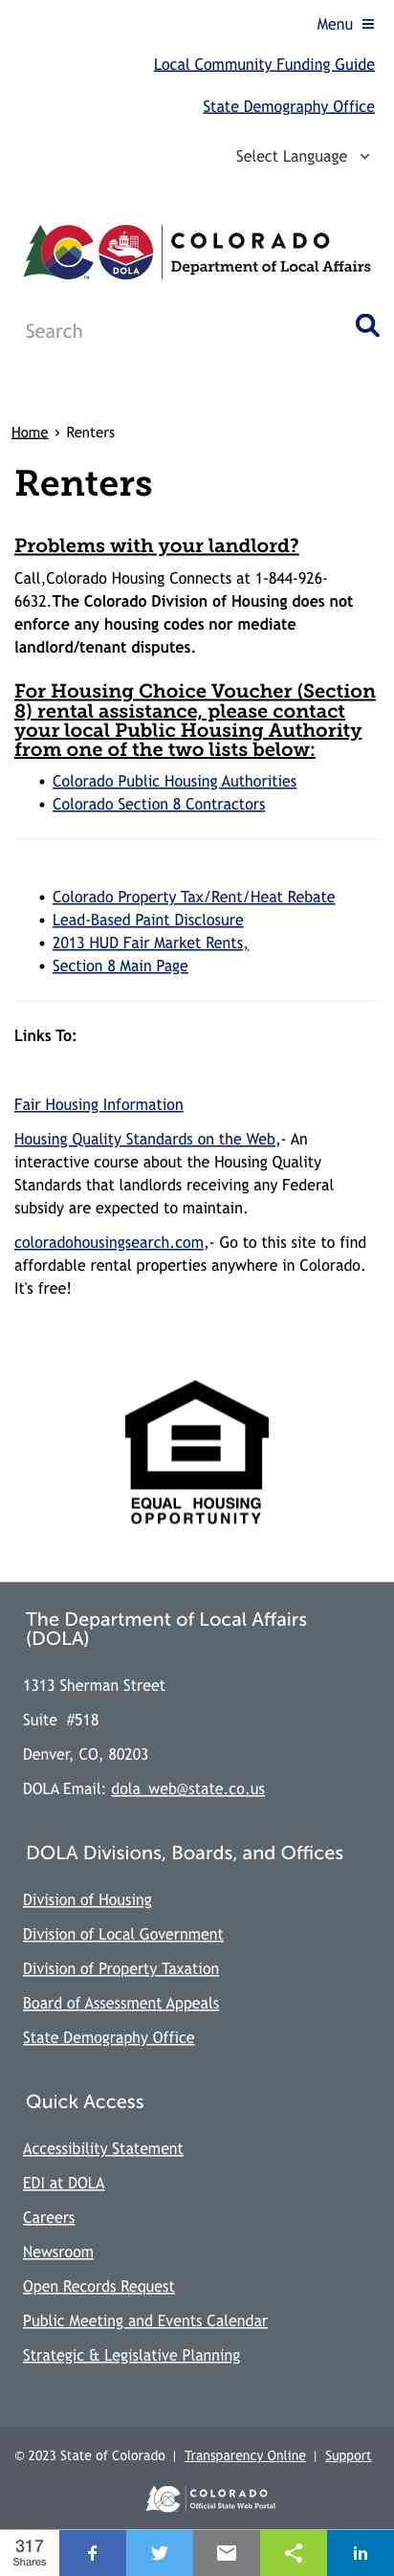 Menu
Local Community Funding Guide
State Demography Office
Select Language
DOLA
TM
COLORADO
Department of Local Affairs
Search
Home › Renters
Renters
Problems with your landlord?
Call,Colorado Housing Connects at 1-844-926-
6632.The Colorado Division of Housing does not
enforce any housing codes nor mediate
landlord/tenant disputes.
For Housing Choice Voucher (Section
8) rental assistance, please contact
your local Public Housing Authority
from one of the two lists below:
• Colorado Public Housing Authorities
• Colorado Section 8 Contractors
• Colorado Property Tax/Rent/Heat Rebate
• Lead-Based Paint Disclosure
• 2013 HUD Fair Market Rents,
• Section 8 Main Page
Links To:
Fair Housing Information
Housing Quality Standards on the Web,- An
interactive course about the Housing Quality
Standards that landlords receiving any Federal
subsidy are expected to maintain.
coloradohousingsearch.com,- Go to this site to find
affordable rental properties anywhere in Colorado.
It's free!
EQUAL HOUSING
OPPORTUNITY
The Department of Local Affairs
(DOLA)
1313 Sherman Street
Suite #518
Denver, CO, 80203
DOLA Email: dola_web@state.co.us
DOLA Divisions, Boards, and Offices
Division of Housing
Division of Local Government
Division of Property Taxation
Board of Assessment Appeals
State Demography Office
Quick Access
Accessibility Statement
EDI at DOLA
Careers
Newsroom
Open Records Request
Public Meeting and Events Calendar
Strategic & Legislative Planning
© 2023 State of Colorado | Transparency Online | Support
COLORADO
Official State Web Portal
317
Shares